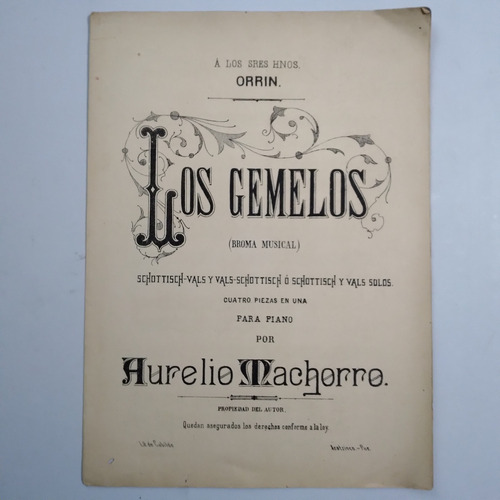 Á LOS SRES HNOS.
ORRIN.
LOS GEMELOS
(BROMA MUSICAL)
SCHOTTISCH-VALS Y VALS-SCHOTTISCH Ó SCHOTTISCH Y VALS SOLOS.
CUATRO PIEZAS EN UNA
PARA PIANO
POR
Aurelio Machorro.
PROPIEDAD DEL AUTOR.
Quedan asegurados los derechos conforme a la ley.